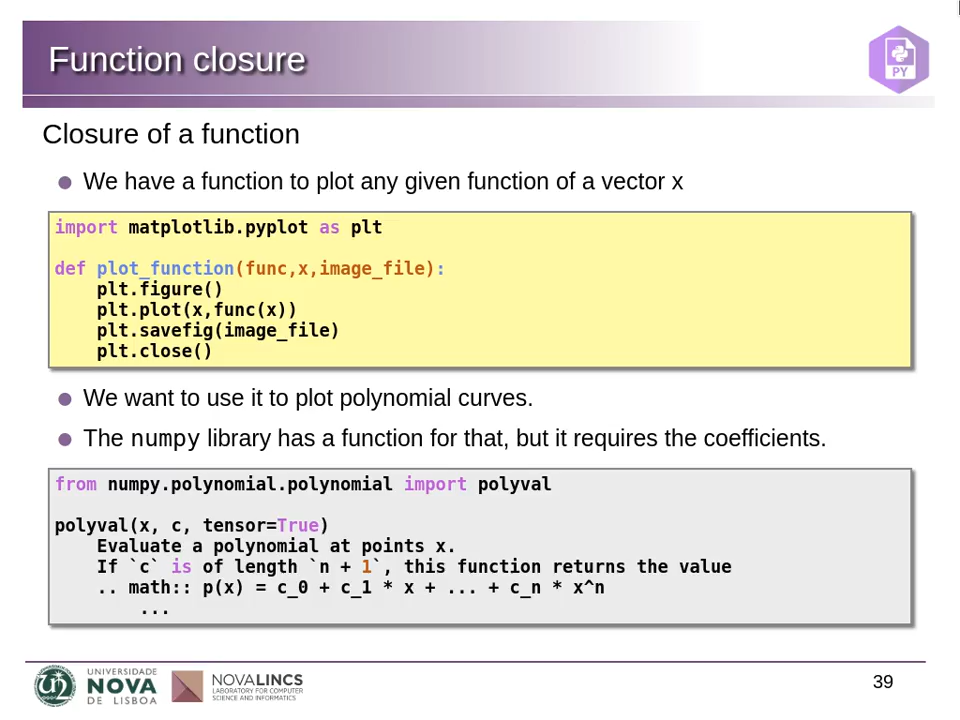 Function closure
PY
Closure of a function
We have a function to plot any given function of a vector x
import matplotlib.pyplot as plt
def plot_function(func,x,image_file):
    plt.figure()
    plt.plot(x,func(x))
    plt.savefig(image_file)
    plt.close()
We want to use it to plot polynomial curves.
The numpy library has a function for that, but it requires the coefficients.
from numpy.polynomial.polynomial import polyval
polyval(x, c, tensor=True)
    Evaluate a polynomial at points x.
    If `c` is of length `n + 1`, this function returns the value
    .. math:: p(x) = c_0 + c_1 * x + ... + c_n * x^n
        ...
UNIVERSIDADE
NOVA
DE LISBOA
NOVALINCS
LABORATORY FOR COMPUTER
SCIENCE AND INFORMATICS
39